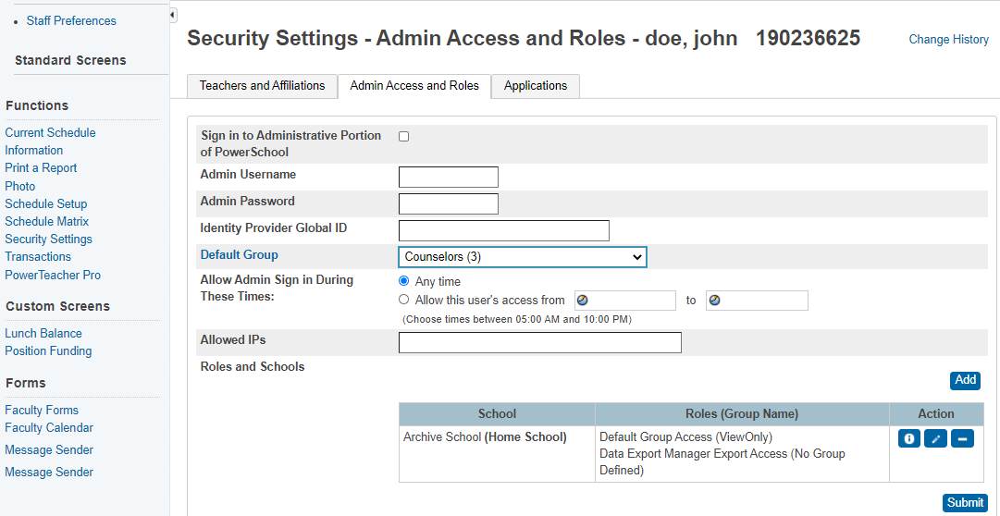 Staff Preferences
Standard Screens
Functions
Current Schedule
Information
Print a Report
Photo
Schedule Setup
Schedule Matrix
Security Settings
Transactions
PowerTeacher Pro
Custom Screens
Lunch Balance
Position Funding
Forms
Faculty Forms
Faculty Calendar
Message Sender
Message Sender
Security Settings - Admin Access and Roles - doe, john 190236625
Change History
Teachers and Affiliations
Admin Access and Roles
Applications
Sign in to Administrative Portion
of PowerSchool
Admin Username
Admin Password
Identity Provider Global ID
Default Group
Counselors (3)
Allow Admin Sign in During
These Times:
Any time
Allow this user's access from to
(Choose times between 05:00 AM and 10:00 PM)
Allowed IPs
Roles and Schools
Add
School Roles (Group Name) Action
Archive School (Home School)
Default Group Access (ViewOnly)
Data Export Manager Export Access (No Group
Defined)
Submit